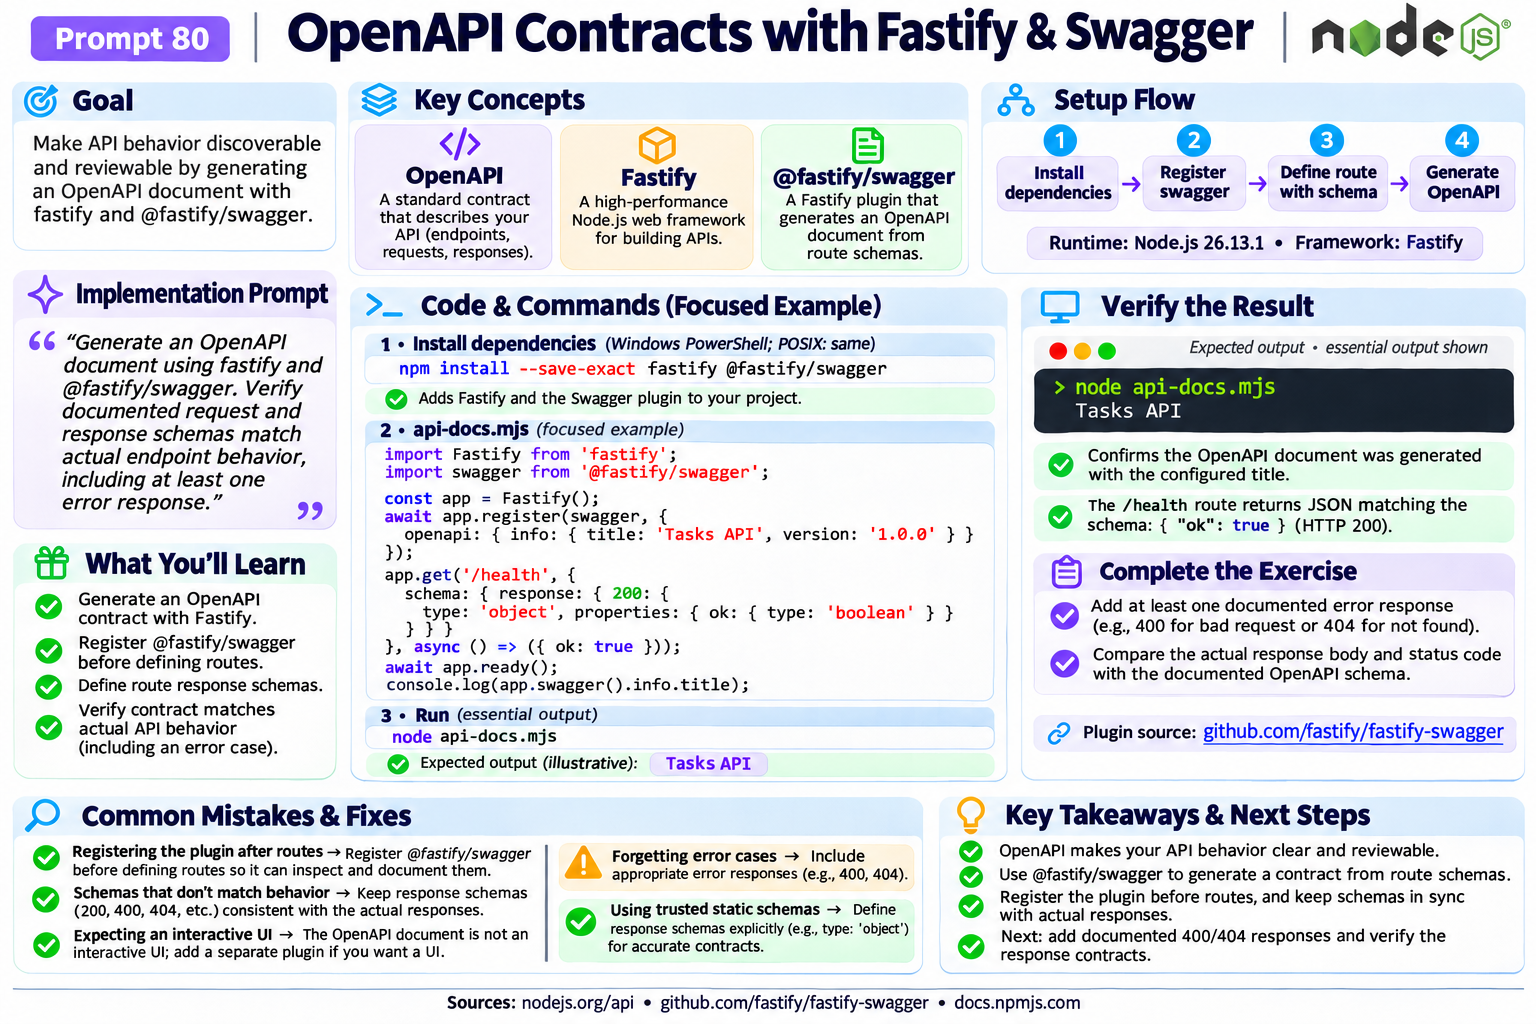 Prompt 80
OpenAPI Contracts with Fastify & Swagger
node JS ®
Goal
Make API behavior discoverable
and reviewable by generating
an OpenAPI document with
fastify and @fastify/swagger.
Key Concepts
</>
OpenAPI
A standard contract
that describes your
API (endpoints,
requests, responses).
Fastify
A high-performance
Node.js web framework
for building APIs.
@fastify/swagger
A Fastify plugin that
generates an OpenAPI
document from
route schemas.
Setup Flow
1
Install
dependencies
2
Register
swagger
3
Define route
with schema
4
Generate
OpenAPI
Runtime: Node.js 26.13.1 • Framework: Fastify
Implementation Prompt
“Generate an OpenAPI
document using fastify and
@fastify/swagger. Verify
documented request and
response schemas match
actual endpoint behavior,
including at least one
error response.”
What You’ll Learn
Generate an OpenAPI
contract with Fastify.
Register @fastify/swagger
before defining routes.
Define route response schemas.
Verify contract matches
actual API behavior
(including an error case).
Code & Commands (Focused Example)
1 • Install dependencies (Windows PowerShell; POSIX: same)
npm install --save-exact fastify @fastify/swagger
Adds Fastify and the Swagger plugin to your project.
2 • api-docs.mjs (focused example)
import Fastify from 'fastify';
import swagger from '@fastify/swagger';
const app = Fastify();
await app.register(swagger, {
openapi: { info: { title: 'Tasks API', version: '1.0.0' } }
});
app.get('/health', {
schema: { response: { 200: {
type: 'object', properties: { ok: { type: 'boolean' } }
} } }
}, async () => ({ ok: true }));
await app.ready();
console.log(app.swagger().info.title);
3 • Run (essential output)
node api-docs.mjs
Expected output (illustrative): Tasks API
Verify the Result
Expected output • essential output shown
> node api-docs.mjs
Tasks API
Confirms the OpenAPI document was generated
with the configured title.
The /health route returns JSON matching the
schema: { "ok": true } (HTTP 200).
Complete the Exercise
Add at least one documented error response
(e.g., 400 for bad request or 404 for not found).
Compare the actual response body and status code
with the documented OpenAPI schema.
Plugin source: github.com/fastify/fastify-swagger
Common Mistakes & Fixes
Registering the plugin after routes → Register @fastify/swagger
before defining routes so it can inspect and document them.
Schemas that don't match behavior → Keep response schemas
(200, 400, 404, etc.) consistent with the actual responses.
Expecting an interactive UI → The OpenAPI document is not an
interactive UI; add a separate plugin if you want a UI.
Forgetting error cases → Include
appropriate error responses (e.g., 400, 404).
Using trusted static schemas → Define
response schemas explicitly (e.g., type: 'object')
for accurate contracts.
Key Takeaways & Next Steps
OpenAPI makes your API behavior clear and reviewable.
Use @fastify/swagger to generate a contract from route schemas.
Register the plugin before routes, and keep schemas in sync
with actual responses.
Next: add documented 400/404 responses and verify the
response contracts.
Sources: nodejs.org/api • github.com/fastify/fastify-swagger • docs.npmjs.com